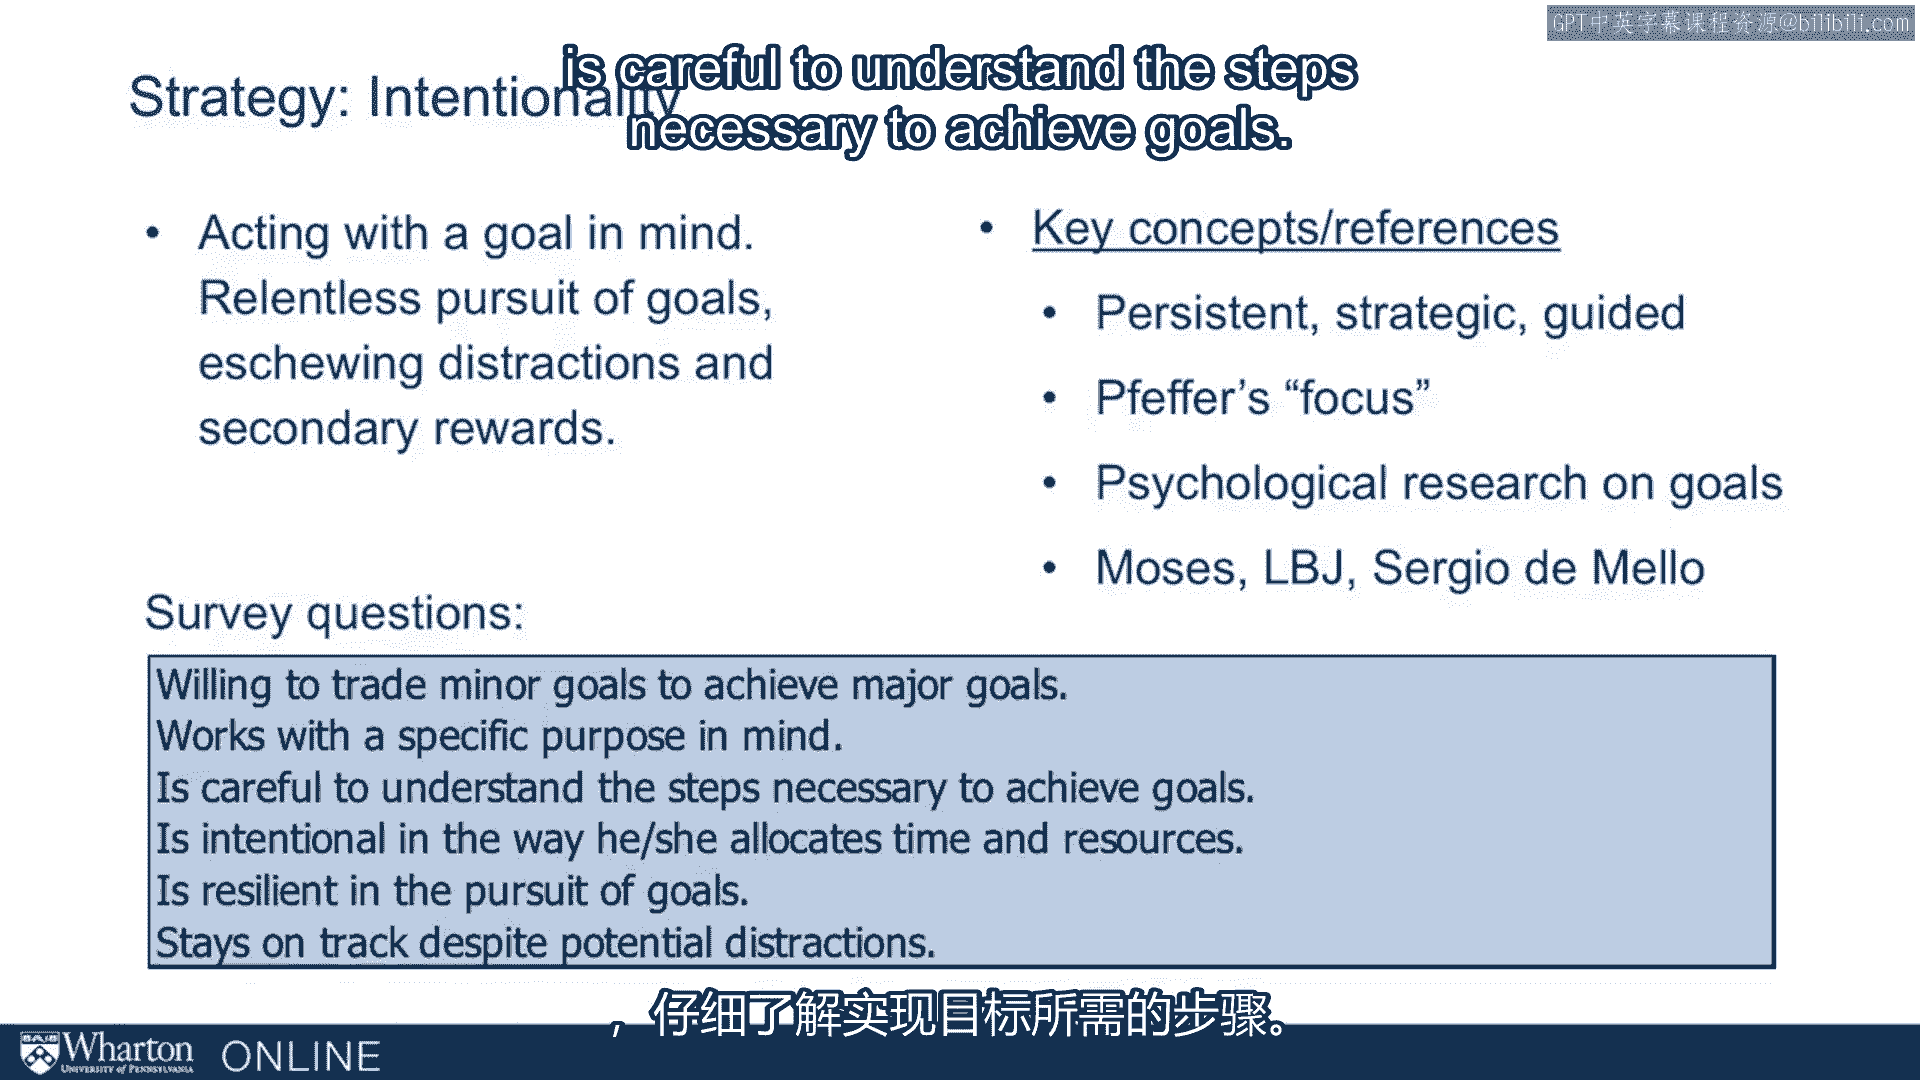 GPT中英字幕课程资源@bilibili.com
is careful to understand the steps
necessary to achieve goals.
Strategy: Intentionality
• Acting with a goal in mind.
Relentless pursuit of goals,
eschewing distractions and
secondary rewards.
• Key concepts/references
• Persistent, strategic, guided
• Pfeffer’s “focus”
• Psychological research on goals
• Moses, LBJ, Sergio de Mello
Survey questions:
Willing to trade minor goals to achieve major goals.
Works with a specific purpose in mind.
Is careful to understand the steps necessary to achieve goals.
Is intentional in the way he/she allocates time and resources.
Is resilient in the pursuit of goals.
Stays on track despite potential distractions.
，仔细了解实现目标所需的步骤。
Wharton ONLINE
UNIVERSITY of PENNSYLVANIA